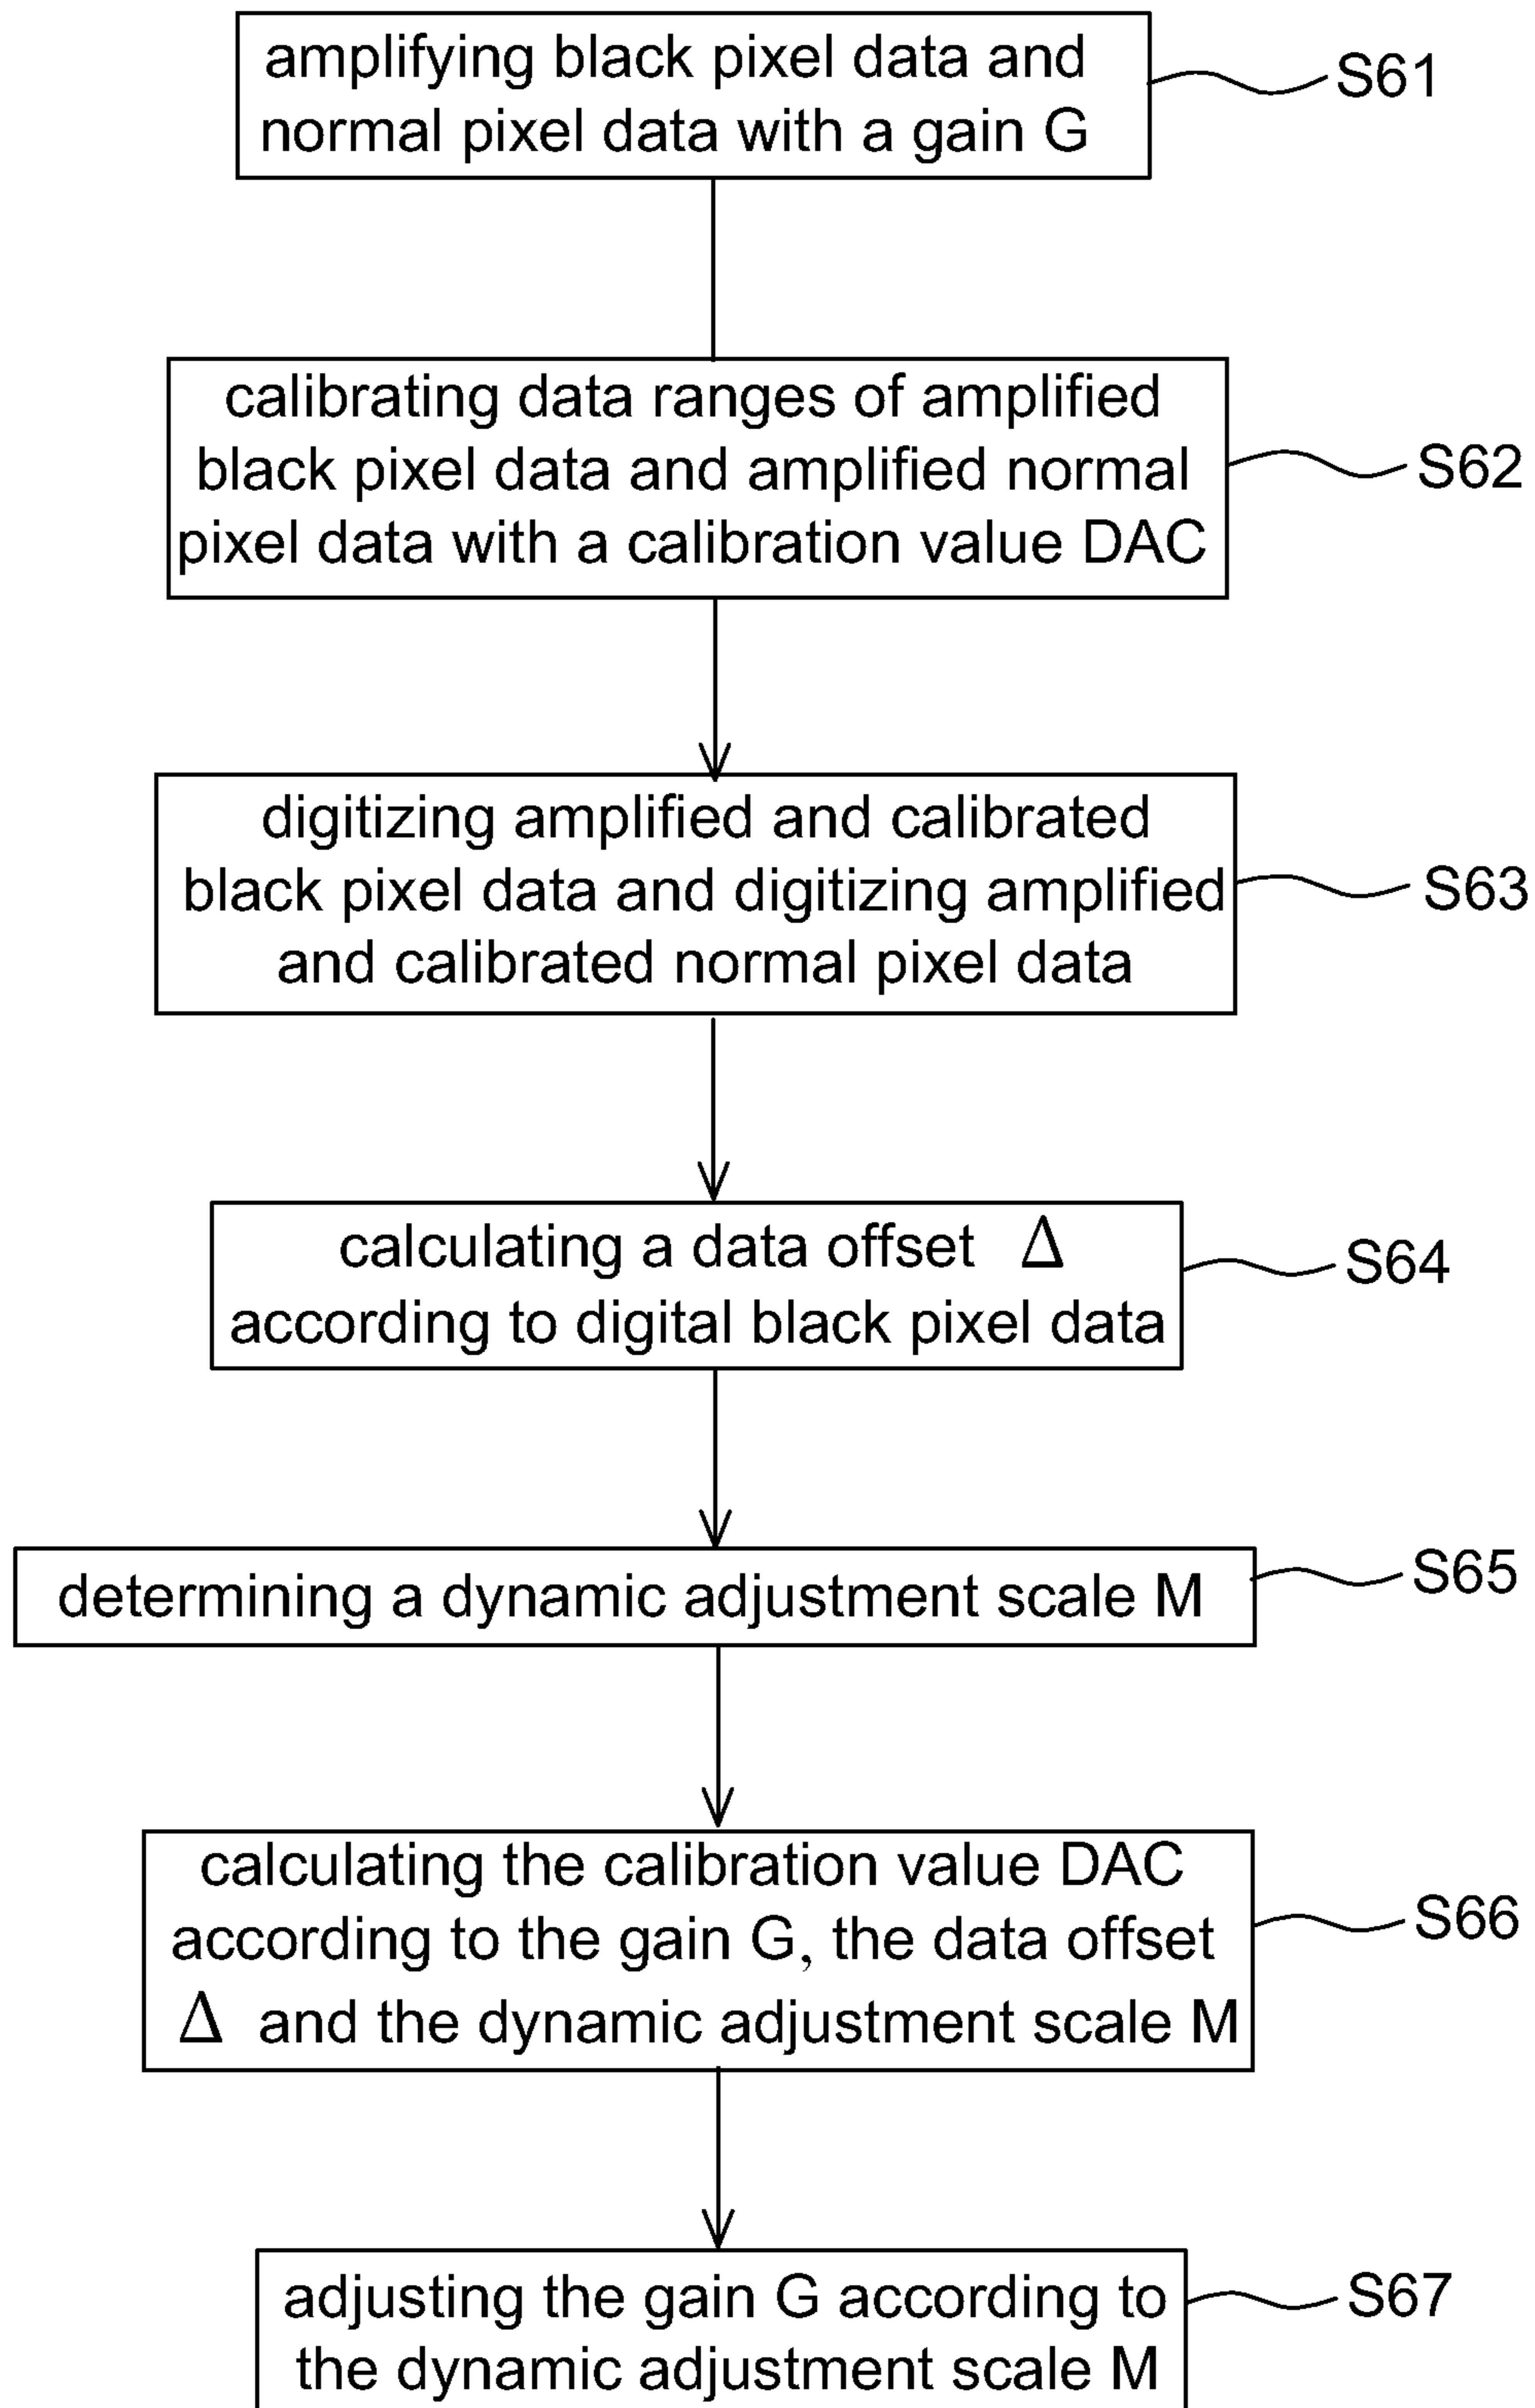 amplifying black pixel data and
normal pixel data with a gain G
S61
calibrating data ranges of amplified
black pixel data and amplified normal
pixel data with a calibration value DAC
S62
digitizing amplified and calibrated
black pixel data and digitizing amplified
and calibrated normal pixel data
S63
calculating a data offset Δ
according to digital black pixel data
S64
determining a dynamic adjustment scale M
S65
calculating the calibration value DAC
according to the gain G, the data offset
Δ and the dynamic adjustment scale M
S66
adjusting the gain G according to
the dynamic adjustment scale M
S67